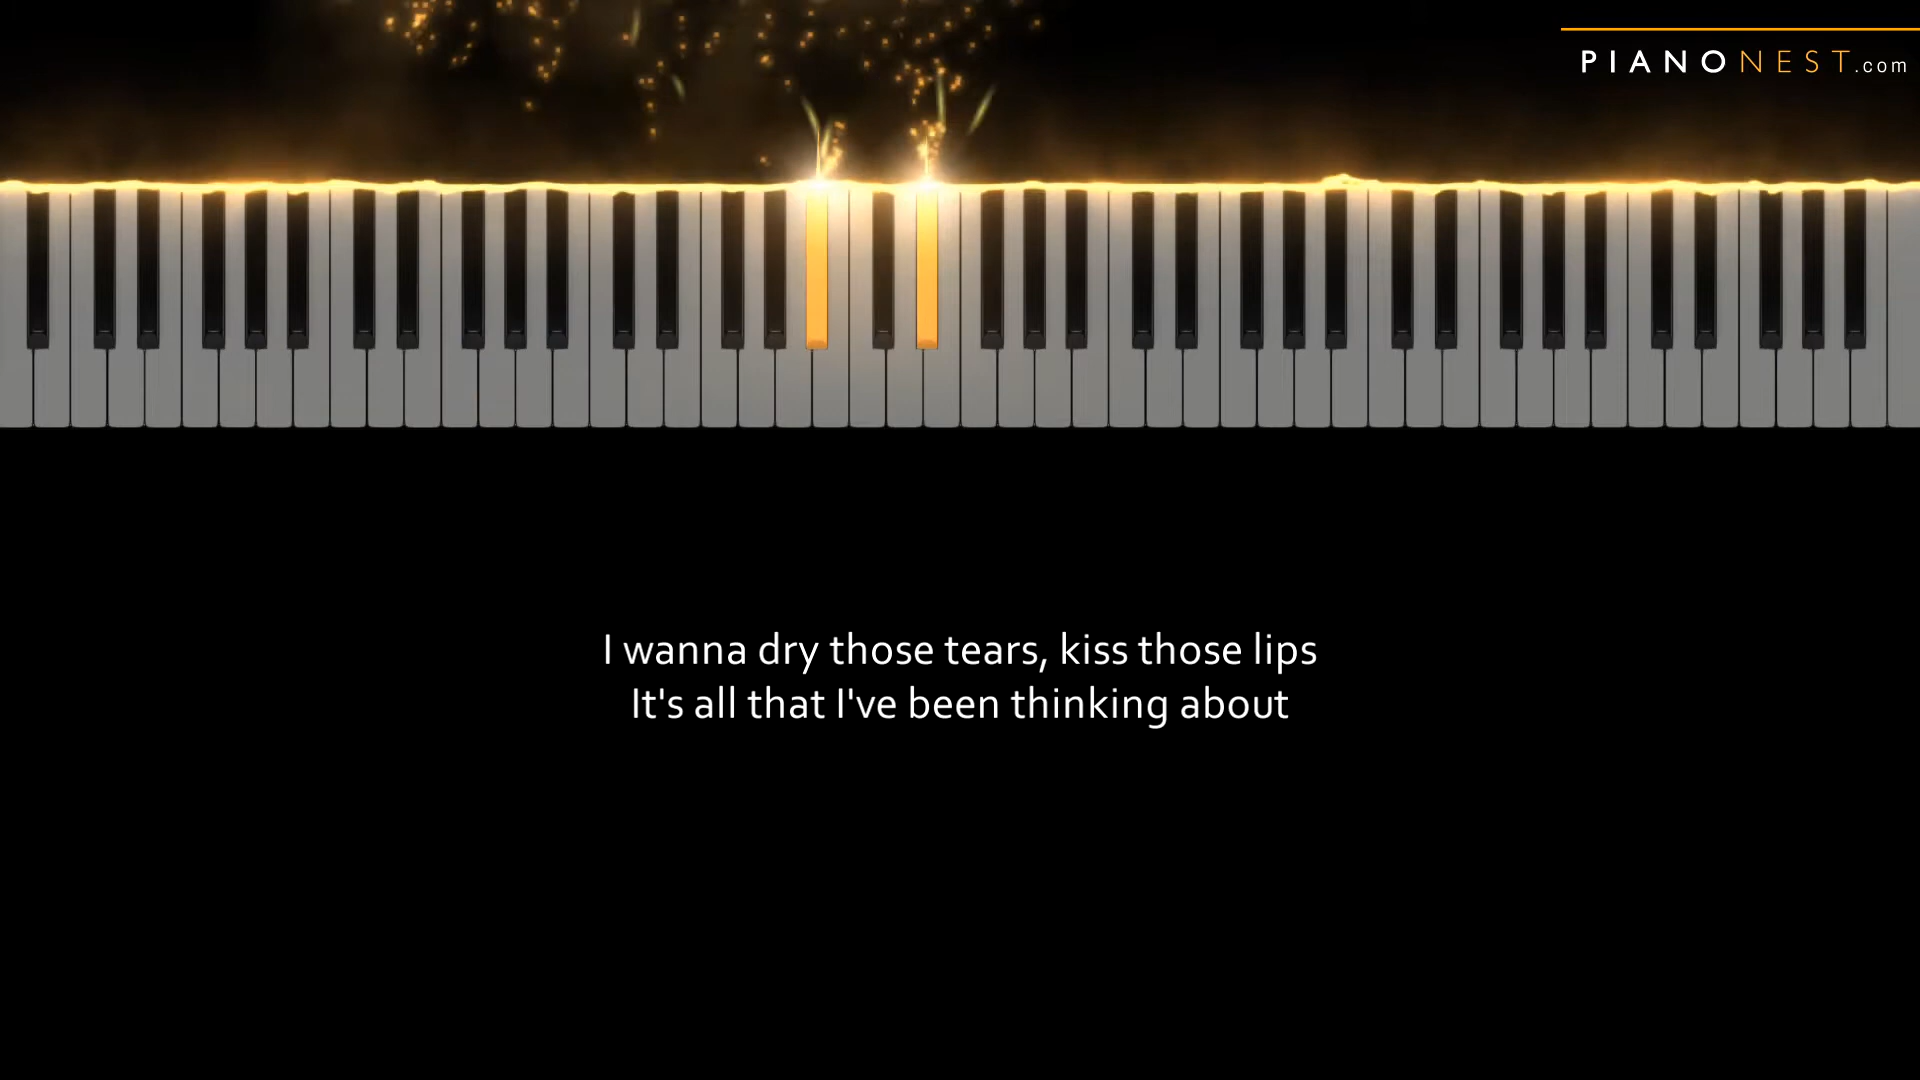 PIANONEST.com
I wanna dry those tears, kiss those lips
It's all that I've been thinking about